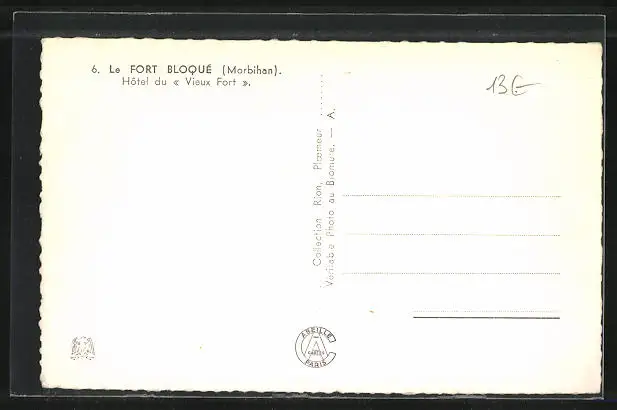 6. Le FORT BLOQUÉ (Morbihan).
Hôtel du « Vieux Fort ».
13€
Collection Rion, Plœmeur
Véritable Photo au Bromure. — A.
ABEILLE
A
CARTES
PARIS